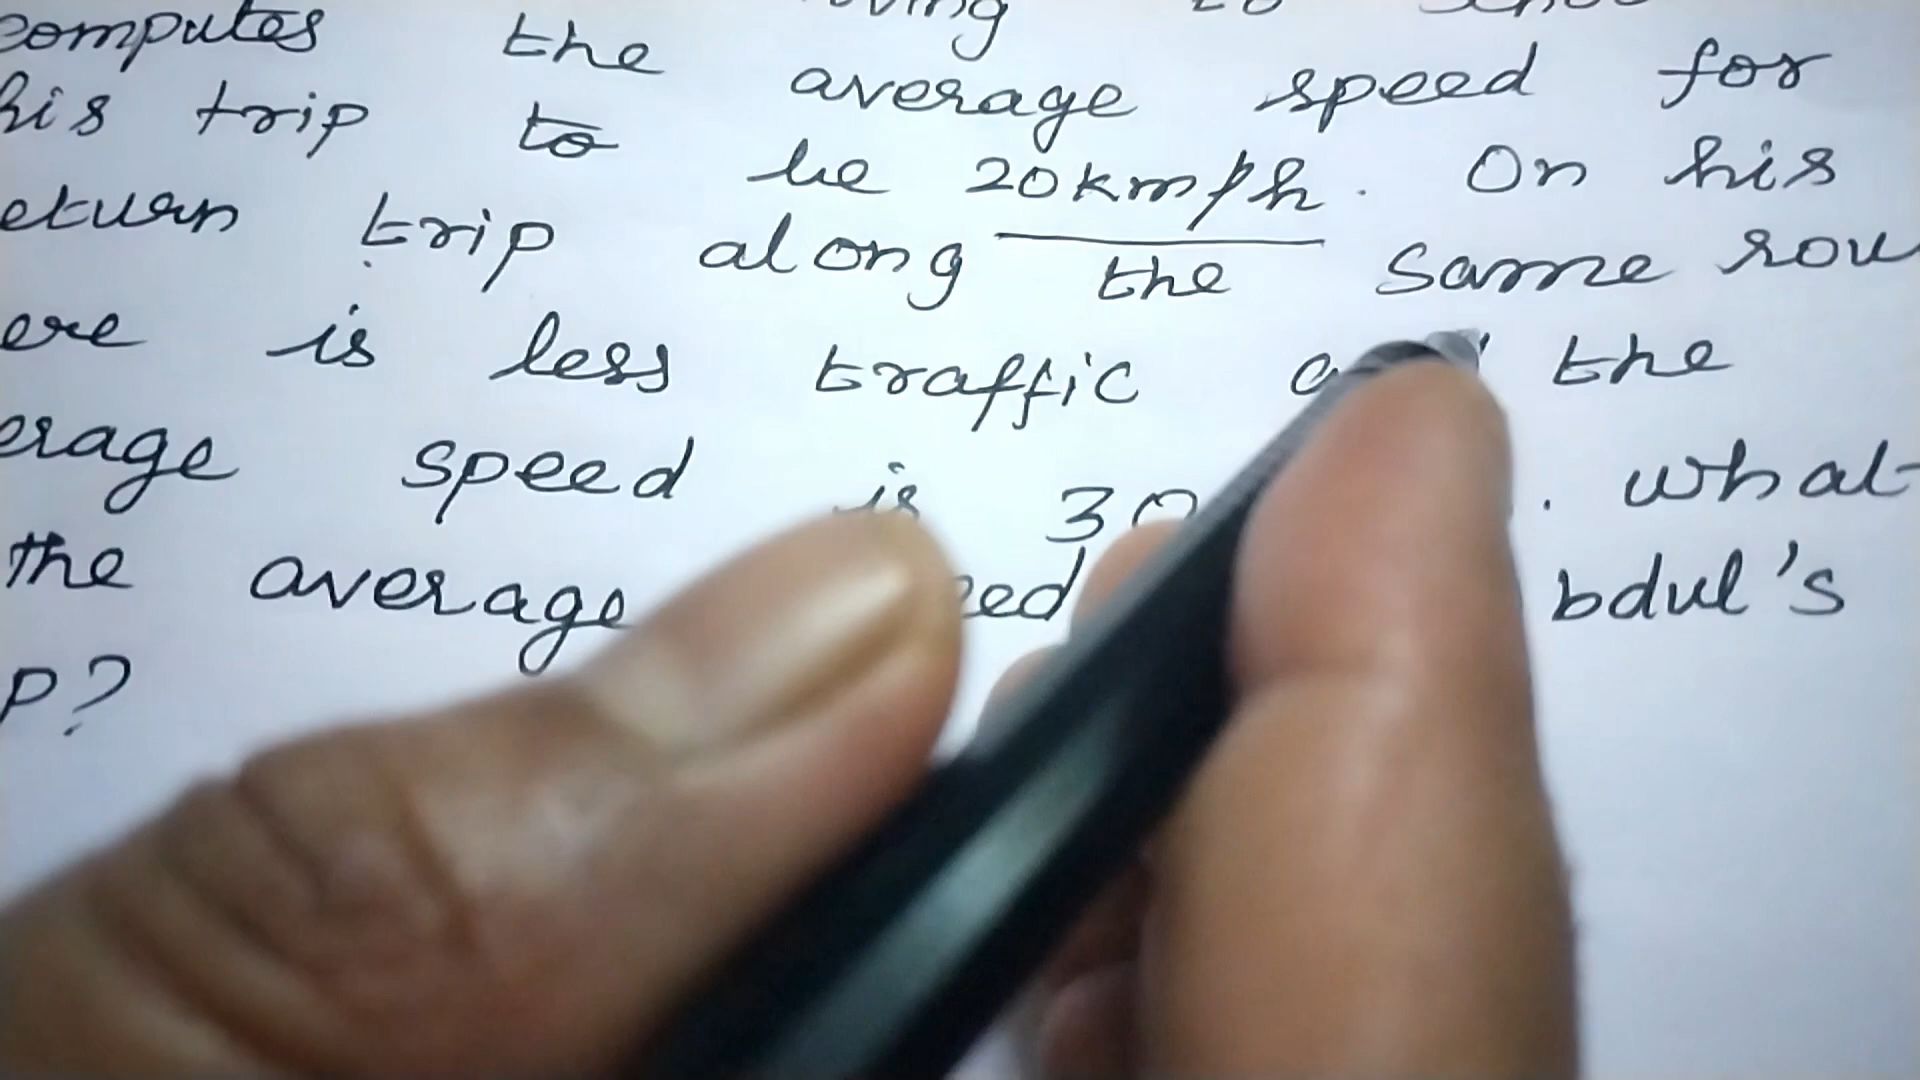 computes the average speed for
his trip to be 20kmph. On his
eturn trip along the same rou
ere is less traffic the
erage speed is 30 . what
the average eed bdul's
p?